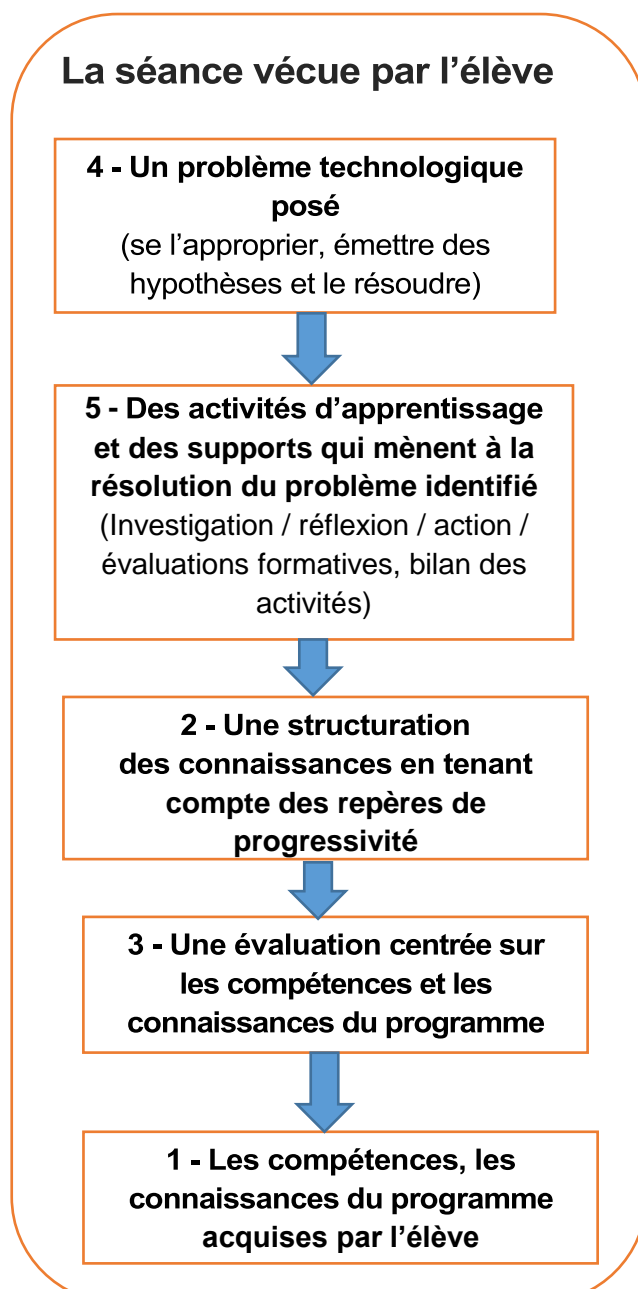 La séance vécue par l’élève
4 - Un problème technologique
posé
(se l’approprier, émettre des
hypothèses et le résoudre)
5 - Des activités d’apprentissage
et des supports qui mènent à la
résolution du problème identifié
(Investigation / réflexion / action /
évaluations formatives, bilan des
activités)
2 - Une structuration
des connaissances en tenant
compte des repères de
progressivité
3 - Une évaluation centrée sur
les compétences et les
connaissances du programme
1 - Les compétences, les
connaissances du programme
acquises par l’élève